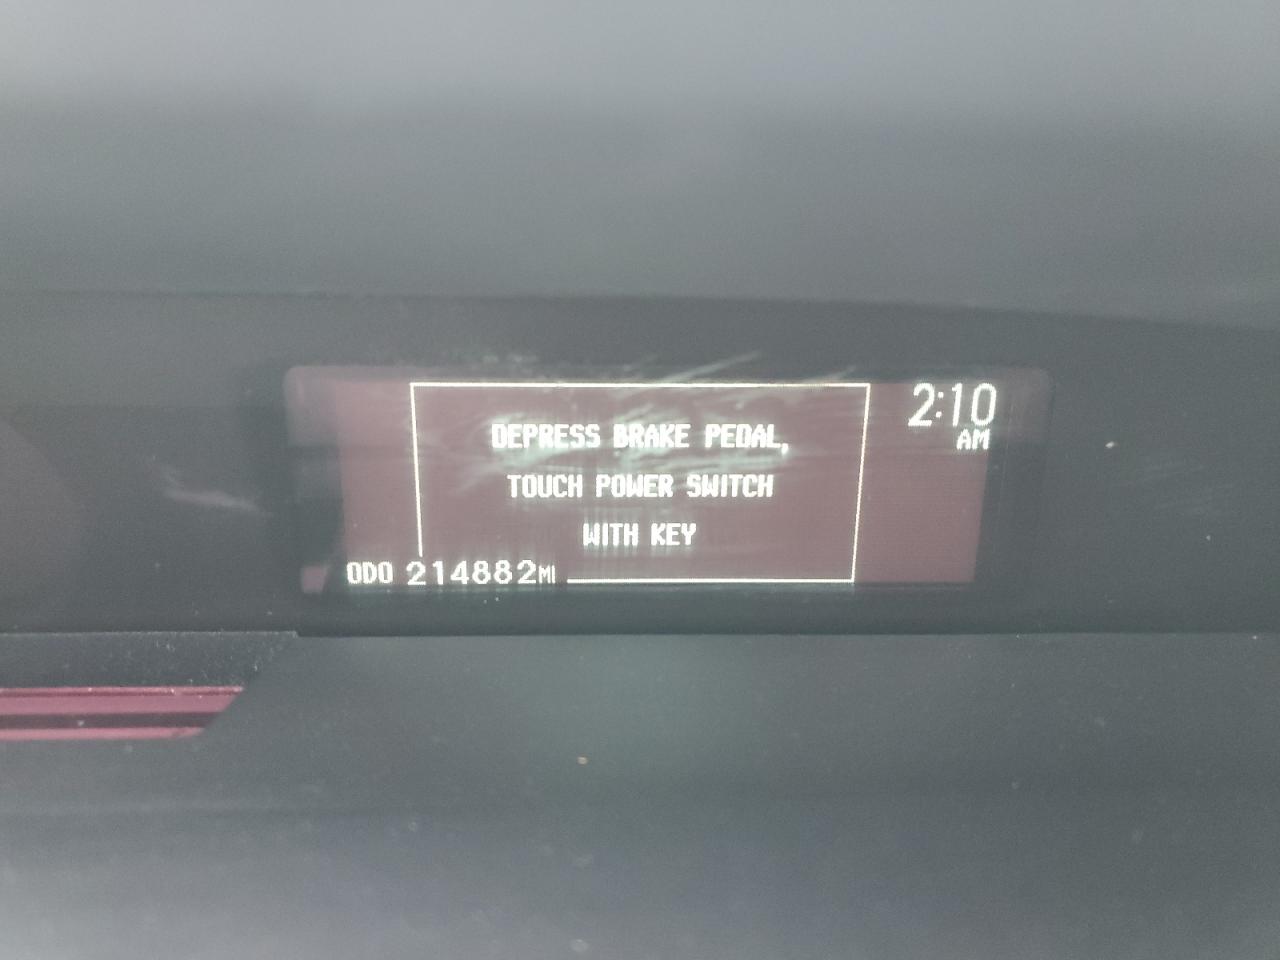 2:10
AM
DEPRESS BRAKE PEDAL,
TOUCH POWER SWITCH
WITH KEY
ODO 214882MI